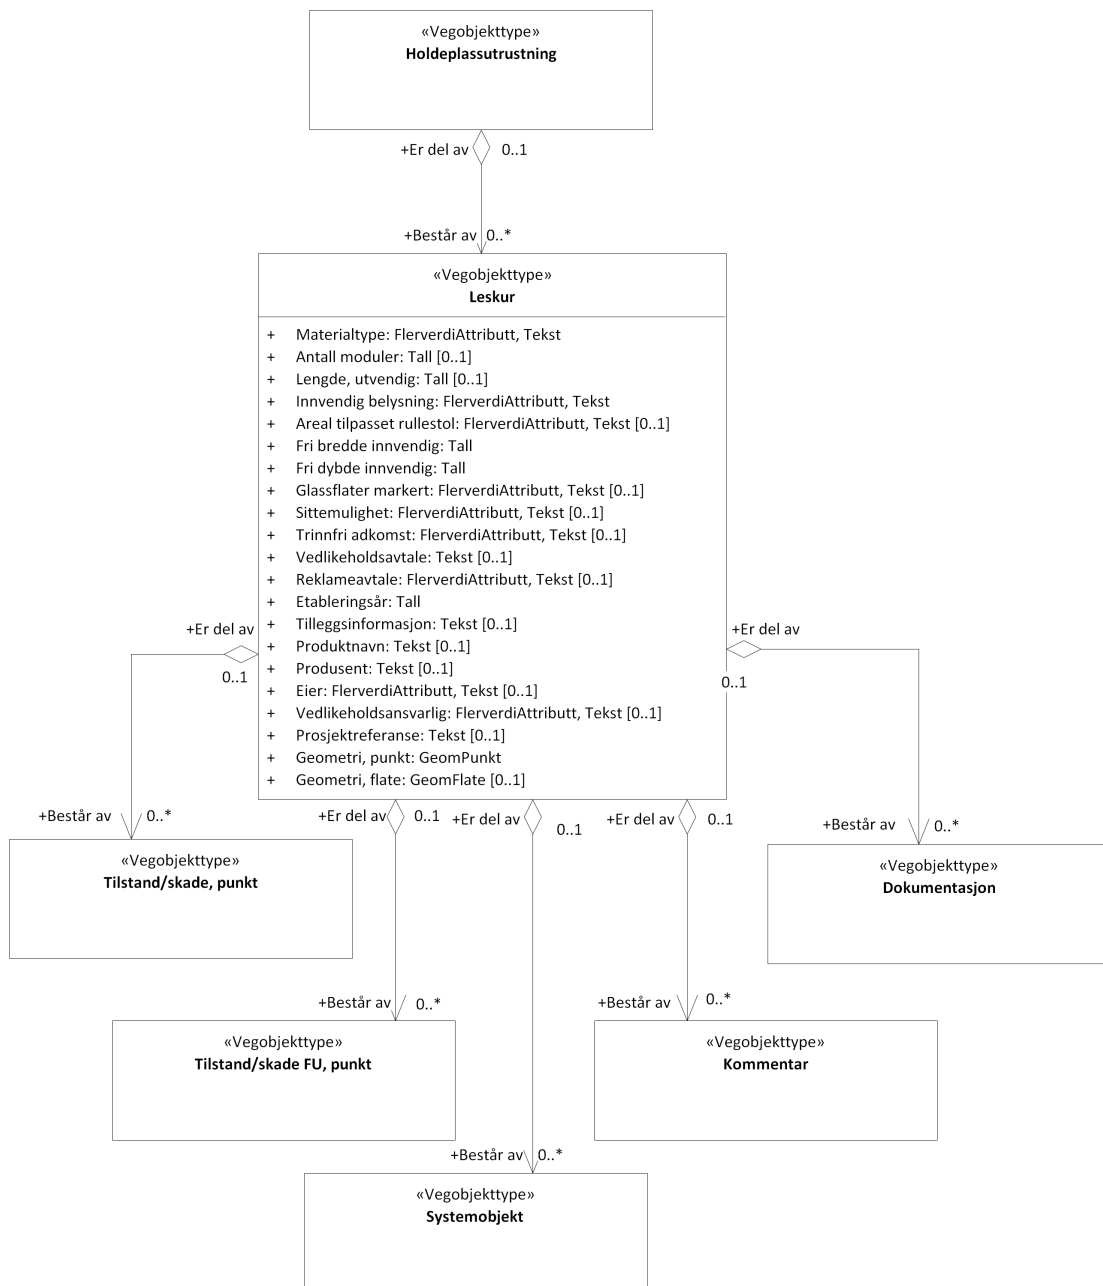 «Vegobjekttype»
Holdeplassutrustning
+Er del av 0..1
+Består av 0..*
«Vegobjekttype»
Leskur
+ Materialtype: FlerverdiAttributt, Tekst
+ Antall moduler: Tall [0..1]
+ Lengde, utvendig: Tall [0..1]
+ Innvendig belysning: FlerverdiAttributt, Tekst
+ Areal tilpasset rullestol: FlerverdiAttributt, Tekst [0..1]
+ Fri bredde innvendig: Tall
+ Fri dybde innvendig: Tall
+ Glassflater markert: FlerverdiAttributt, Tekst [0..1]
+ Sittemulighet: FlerverdiAttributt, Tekst [0..1]
+ Trinnfri adkomst: FlerverdiAttributt, Tekst [0..1]
+ Vedlikeholdsavtale: Tekst [0..1]
+ Reklameavtale: FlerverdiAttributt, Tekst [0..1]
+ Etableringsår: Tall
+ Tilleggsinformasjon: Tekst [0..1]
+ Produktnavn: Tekst [0..1]
+ Produsent: Tekst [0..1]
+ Eier: FlerverdiAttributt, Tekst [0..1]
+ Vedlikeholdsansvarlig: FlerverdiAttributt, Tekst [0..1]
+ Prosjektreferanse: Tekst [0..1]
+ Geometri, punkt: GeomPunkt
+ Geometri, flate: GeomFlate [0..1]
+Er del av
0..1
+Består av 0..*
«Vegobjekttype»
Tilstand/skade, punkt
+Er del av 0..1
+Består av 0..*
«Vegobjekttype»
Tilstand/skade FU, punkt
+Er del av 0..1
+Består av 0..*
«Vegobjekttype»
Systemobjekt
+Er del av 0..1
+Består av 0..*
«Vegobjekttype»
Kommentar
+Er del av
0..1
+Består av 0..*
«Vegobjekttype»
Dokumentasjon